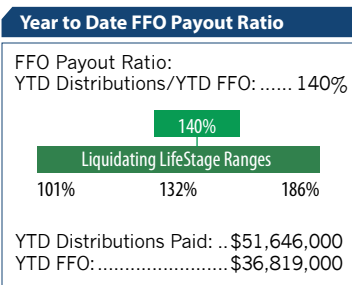 Year to Date FFO Payout Ratio
FFO Payout Ratio:
YTD Distributions/YTD FFO: ...... 140%
140%
Liquidating LifeStage Ranges
101% 132% 186%
YTD Distributions Paid: .. $51,646,000
YTD FFO: ........................ $36,819,000